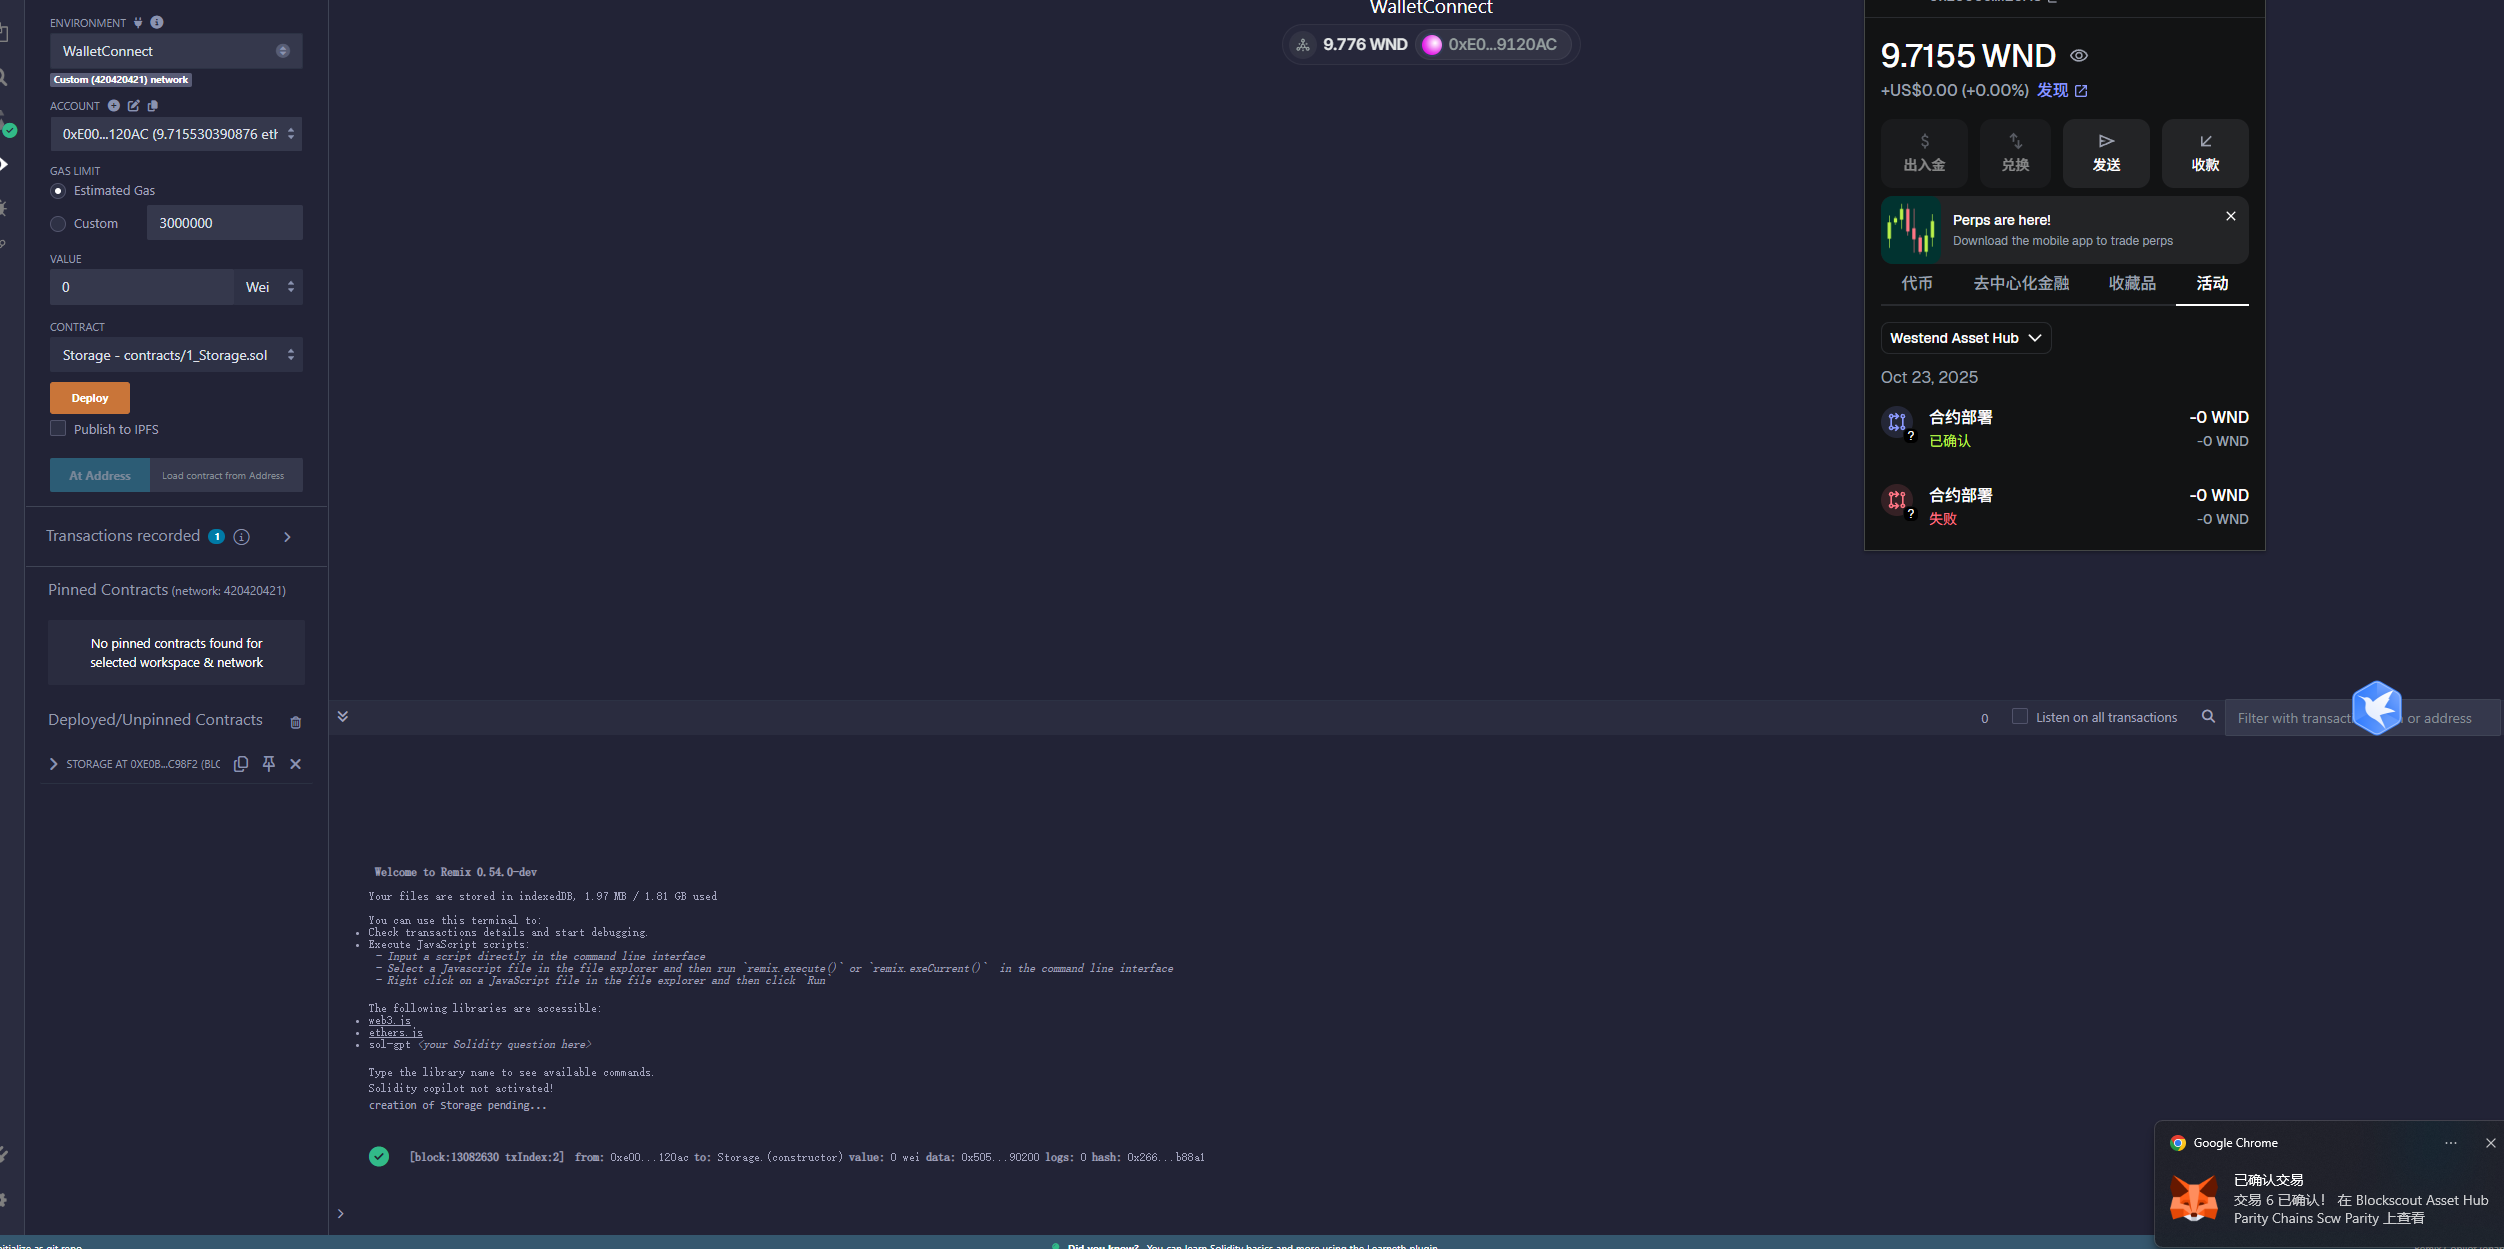 ENVIRONMENT
WalletConnect
Custom (420420421) network
ACCOUNT
0xE00...120AC (9.715530390876 eth
GAS LIMIT
Estimated Gas
Custom
3000000
VALUE
0
Wei
CONTRACT
Storage - contracts/1_Storage.sol
Deploy
Publish to IPFS
At Address
Load contract from Address
Transactions recorded 1
Pinned Contracts (network: 420420421)
No pinned contracts found for
selected workspace & network
Deployed/Unpinned Contracts
STORAGE AT 0XE0B...C98F2 (BLC
WalletConnect
9.776 WND
0xE0...9120AC
9.7155 WND
+US$0.00 (+0.00%) 发现
$
出入金
兑换
发送
收款
Perps are here!
Download the mobile app to trade perps
代币
去中心化金融
收藏品
活动
Westend Asset Hub
Oct 23, 2025
合约部署
-0 WND
?
已确认
-0 WND
合约部署
-0 WND
?
失败
-0 WND
0
Listen on all transactions
Filter with transact
or address
Welcome to Remix 0.54.0-dev
Your files are stored in indexedDB, 1.97 MB / 1.81 GB used
You can use this terminal to:
• Check transactions details and start debugging.
• Execute JavaScript scripts:
- Input a script directly in the command line interface
- Select a Javascript file in the file explorer and then run `remix.execute()` or `remix.exeCurrent()` in the command line interface
- Right click on a JavaScript file in the file explorer and then click `Run`
The following libraries are accessible:
• web3.js
• ethers.js
• sol-gpt <your Solidity question here>
Type the library name to see available commands.
Solidity copilot not activated!
creation of Storage pending...
[block:13082630 txIndex:2] from: 0xe00...120ac to: Storage.(constructor) value: 0 wei data: 0x505...90200 logs: 0 hash: 0x266...b88a1
>
Google Chrome
已确认交易
交易 6 已确认！ 在 Blockscout Asset Hub
Parity Chains Scw Parity 上查看
Did you know? You can learn Solidity basics and more using the Learneth plugin.